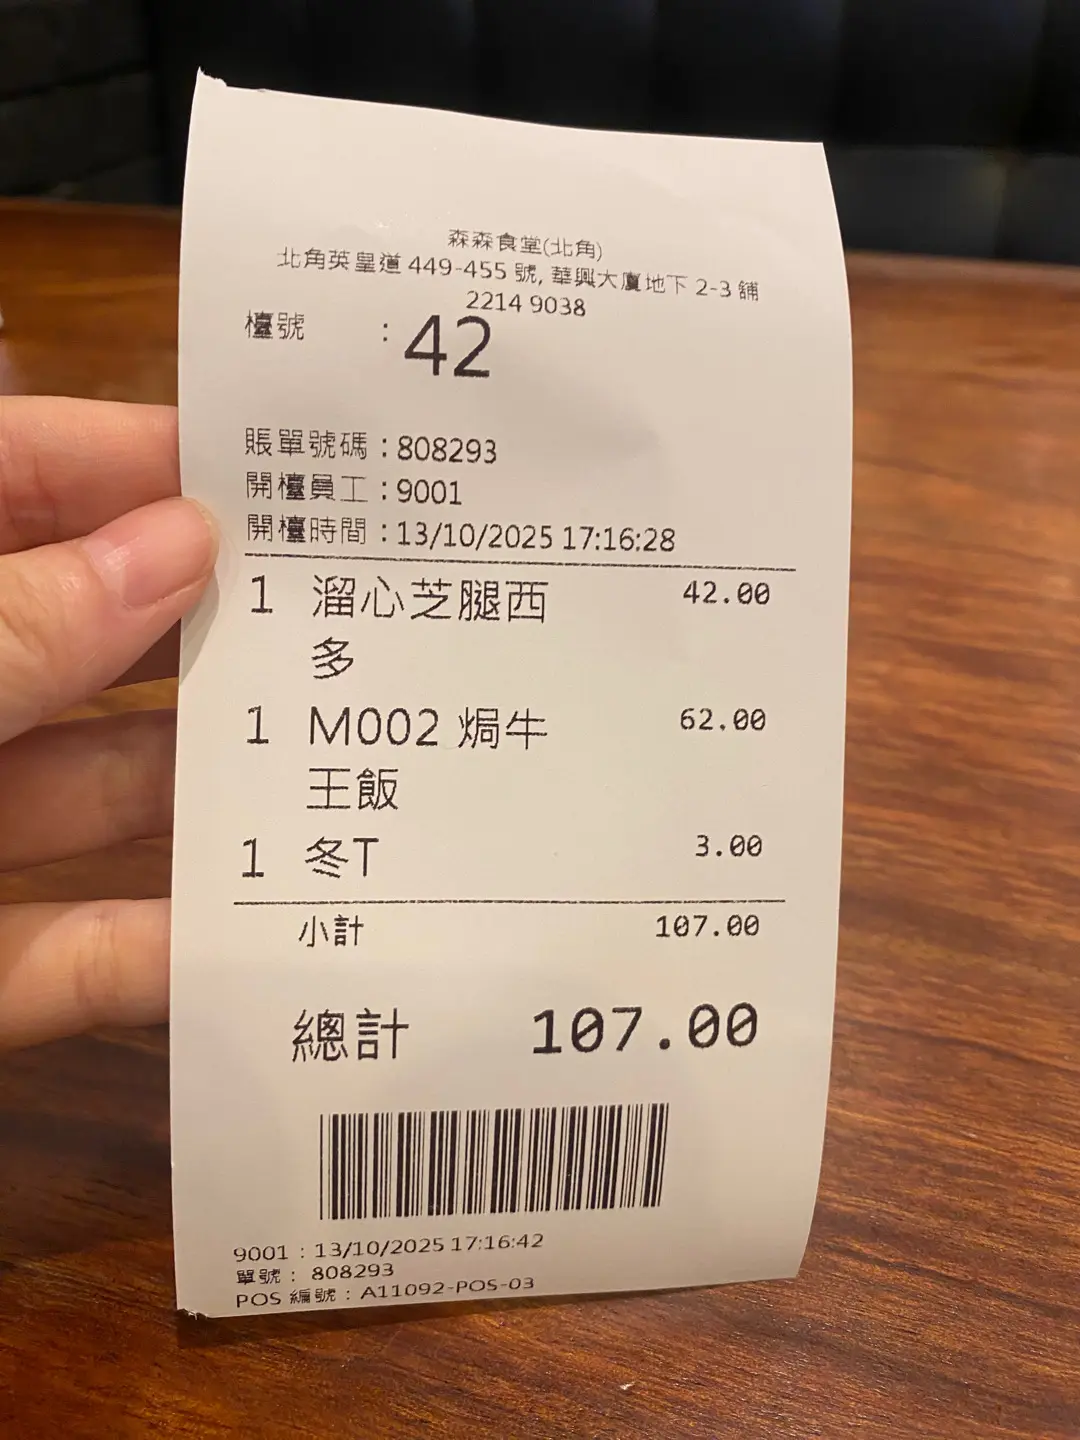 森森食堂(北角)
北角英皇道 449-455 號, 華興大廈地下 2-3 舖
2214 9038
檯號 : 42
賬單號碼 : 808293
開檯員工 : 9001
開檯時間 : 13/10/2025 17:16:28
1 溜心芝腿西 42.00
多
1 M002 焗牛 62.00
王飯
1 冬T 3.00
小計 107.00
總計 107.00
9001 : 13/10/2025 17:16:42
單號 : 808293
POS 編號 : A11092-POS-03